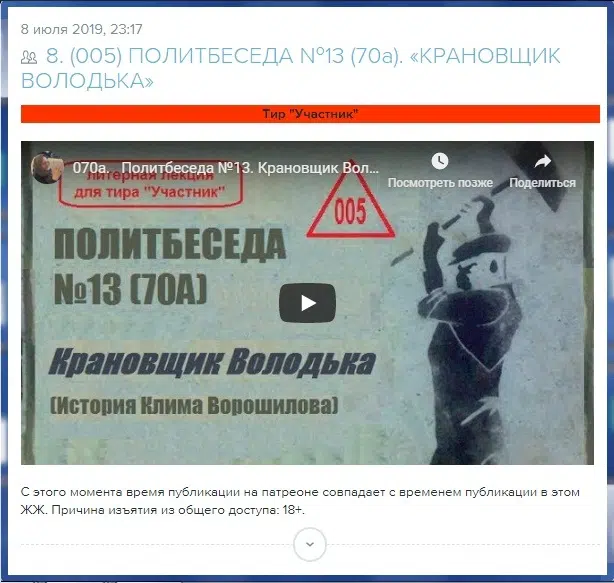 8 июля 2019, 23:17
8. (005) ПОЛИТБЕСЕДА №13 (70а). «КРАНОВЩИК
ВОЛОДЬКА»
Тир "Участник"
070а. Политбеседа №13. Крановщик Вол...
Посмотреть позже
Поделиться
литерная лекция
для тира "Участник"
005
ПОЛИТБЕСЕДА
№13 (70А)
Крановщик Володька
(История Клима Ворошилова)
С этого момента время публикации на патреоне совпадает с временем публикации в этом
ЖЖ. Причина изъятия из общего доступа: 18+.